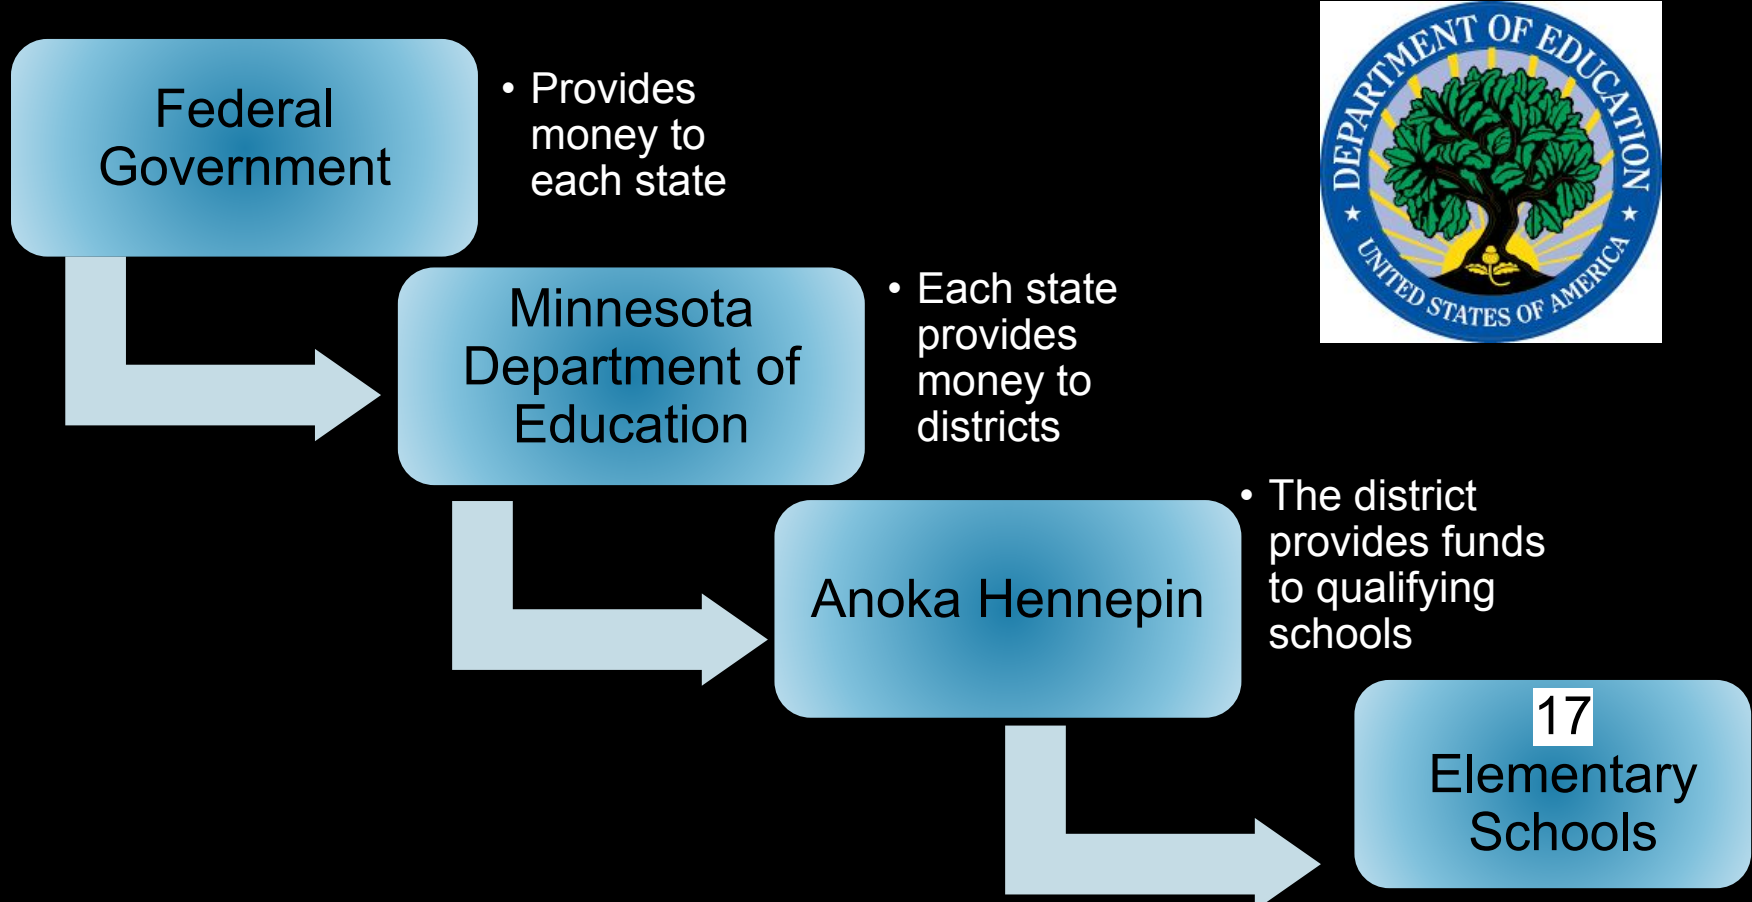 Federal
Government
• Provides
money to
each state
DEPARTMENT OF EDUCATION
UNITED STATES OF AMERICA
Minnesota
Department of
Education
• Each state
provides
money to
districts
Anoka Hennepin
• The district
provides funds
to qualifying
schools
17
Elementary
Schools